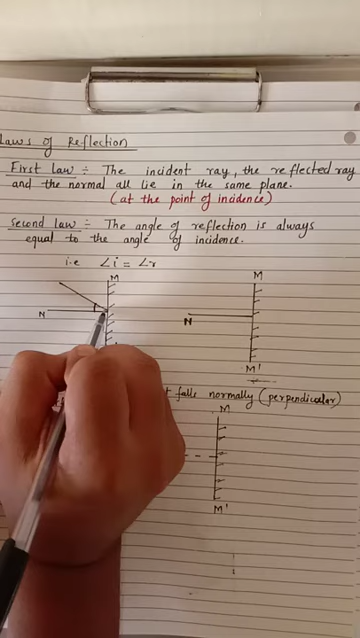 Laws of Reflection
First Law :- The incident ray, the reflected ray
and the normal all lie in the same plane.
(at the point of incidence)
Second Law :- The angle of reflection is always
equal to the angle of incidence.
i.e ∠i = ∠r
M M
N N
M'
falls normally (perpendicular)
M
M'